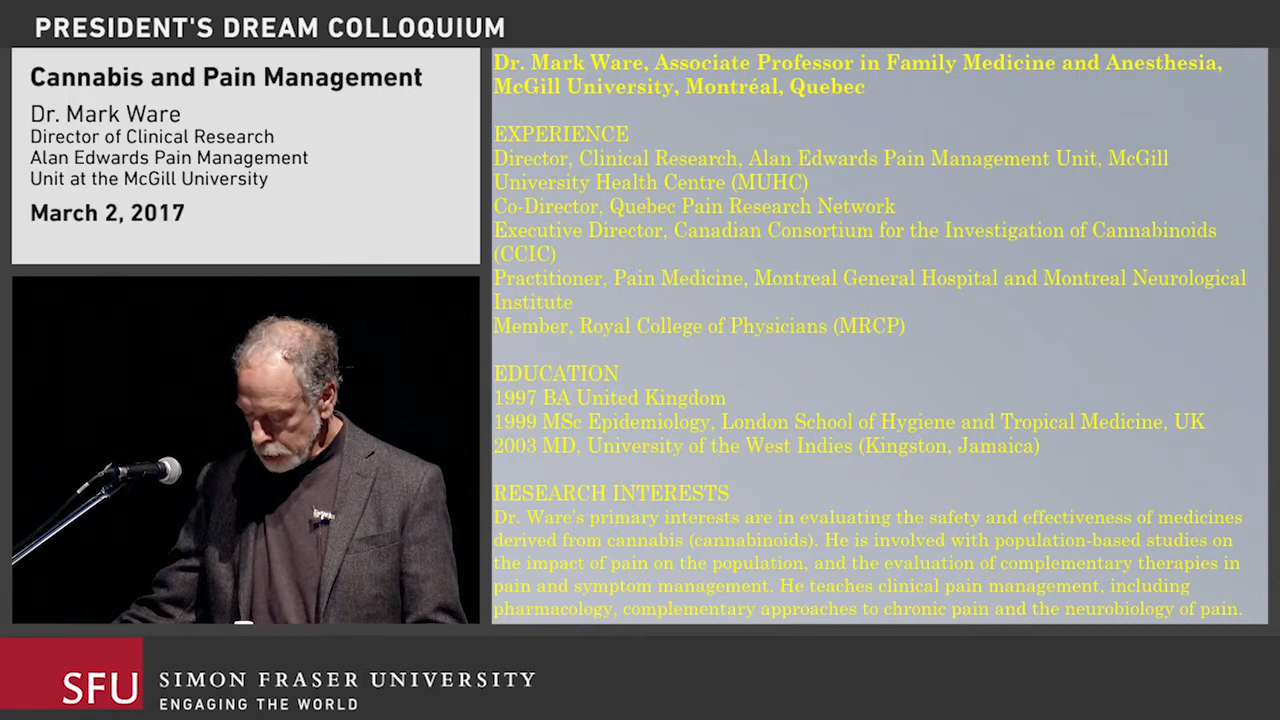 PRESIDENT'S DREAM COLLOQUIUM
Cannabis and Pain Management
Dr. Mark Ware
Director of Clinical Research
Alan Edwards Pain Management
Unit at the McGill University
March 2, 2017
Dr. Mark Ware, Associate Professor in Family Medicine and Anesthesia,
McGill University, Montréal, Quebec
EXPERIENCE
Director, Clinical Research, Alan Edwards Pain Management Unit, McGill
University Health Centre (MUHC)
Co-Director, Quebec Pain Research Network
Executive Director, Canadian Consortium for the Investigation of Cannabinoids
(CCIC)
Practitioner, Pain Medicine, Montreal General Hospital and Montreal Neurological
Institute
Member, Royal College of Physicians (MRCP)
EDUCATION
1997 BA United Kingdom
1999 MSc Epidemiology, London School of Hygiene and Tropical Medicine, UK
2003 MD, University of the West Indies (Kingston, Jamaica)
RESEARCH INTERESTS
Dr. Ware's primary interests are in evaluating the safety and effectiveness of medicines
derived from cannabis (cannabinoids). He is involved with population-based studies on
the impact of pain on the population, and the evaluation of complementary therapies in
pain and symptom management. He teaches clinical pain management, including
pharmacology, complementary approaches to chronic pain and the neurobiology of pain.
SFU
SIMON FRASER UNIVERSITY
ENGAGING THE WORLD